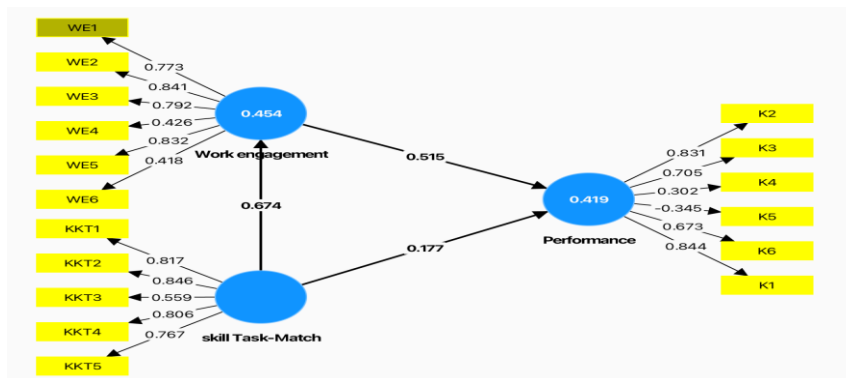 WE1
WE2
WE3
WE4
WE5
WE6
0.773
0.841
0.792
0.426
0.832
0.418
0.454
Work engagement
0.674
KKT1
KKT2
KKT3
KKT4
KKT5
0.817
0.846
0.559
0.806
0.767
skill Task-Match
0.515
0.177
0.419
Performance
0.831
0.705
0.302
-0.345
0.673
0.844
K2
K3
K4
K5
K6
K1